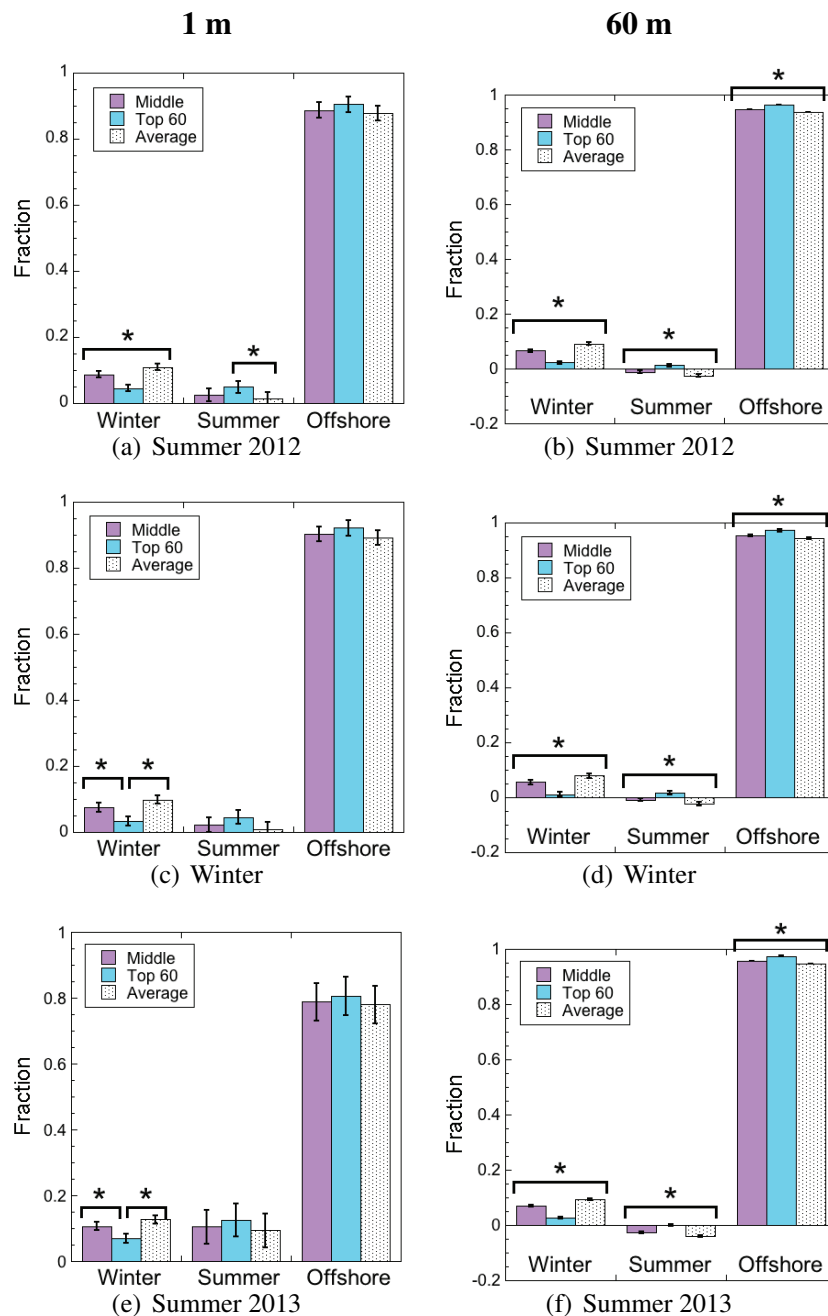 1 m
60 m
1
0.8
0.6
0.4
0.2
0
Fraction
Middle
Top 60
Average
*
*
Winter
Summer
Offshore
(a) Summer 2012
1
0.8
0.6
0.4
0.2
0
-0.2
Fraction
Middle
Top 60
Average
*
*
*
Winter
Summer
Offshore
(b) Summer 2012
1
0.8
0.6
0.4
0.2
0
Fraction
Middle
Top 60
Average
*
*
Winter
Summer
Offshore
(c) Winter
1
0.8
0.6
0.4
0.2
0
-0.2
Fraction
Middle
Top 60
Average
*
*
*
Winter
Summer
Offshore
(d) Winter
1
0.8
0.6
0.4
0.2
0
Fraction
Middle
Top 60
Average
*
*
Winter
Summer
Offshore
(e) Summer 2013
1
0.8
0.6
0.4
0.2
0
-0.2
Fraction
Middle
Top 60
Average
*
*
*
Winter
Summer
Offshore
(f) Summer 2013